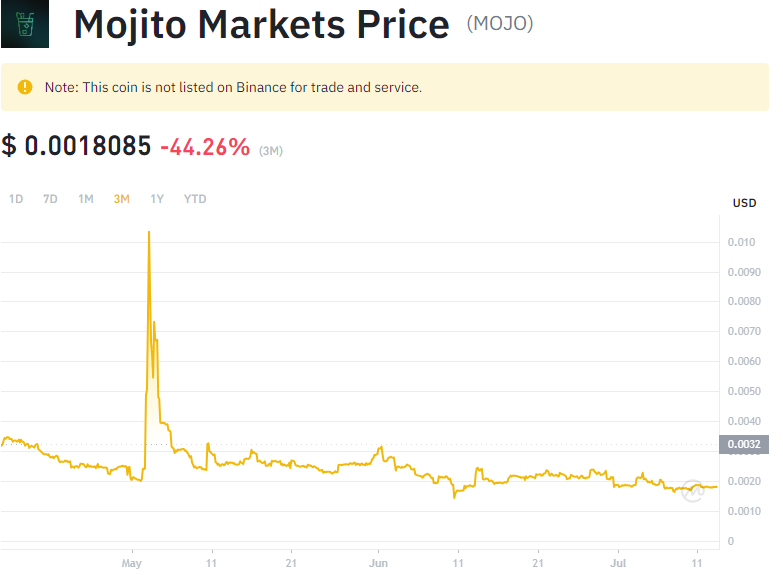 Mojito Markets Price (MOJO)
Note: This coin is not listed on Binance for trade and service.
$ 0.0018085 -44.26% (3M)
1D 7D 1M 3M 1Y YTD
USD
0.010
0.0090
0.0080
0.0070
0.0060
0.0050
0.0040
0.0032
0.0020
0.0010
0
May 11 21 Jun 11 21 Jul 11